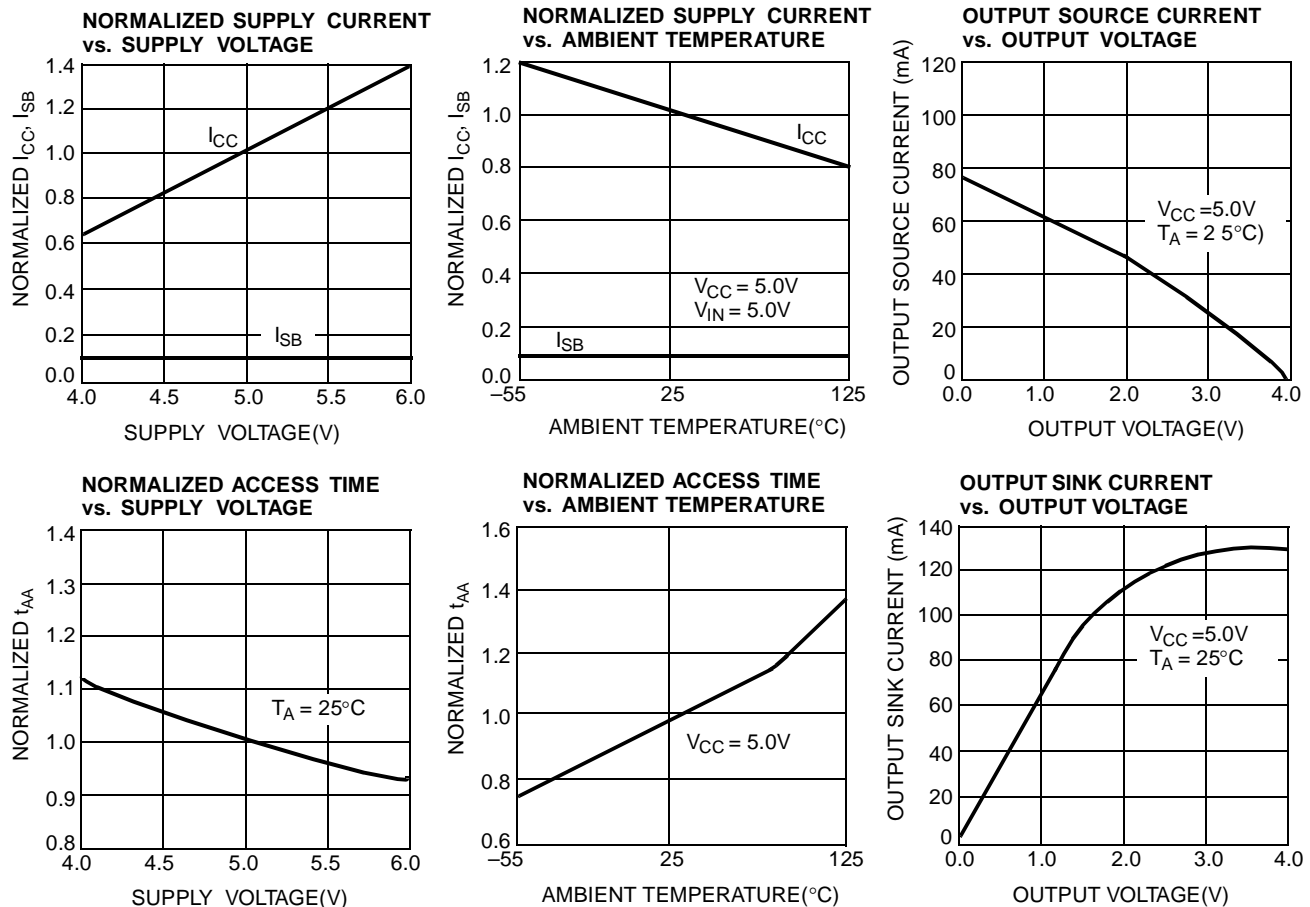 NORMALIZED SUPPLY CURRENT
vs. SUPPLY VOLTAGE
1.4
1.2
1.0
0.8
0.6
0.4
0.2
0.0
NORMALIZED ICC, ISB
ICC
ISB
4.0 4.5 5.0 5.5 6.0
SUPPLY VOLTAGE(V)
NORMALIZED SUPPLY CURRENT
vs. AMBIENT TEMPERATURE
1.2
1.0
0.8
0.6
0.4
0.2
0.0
NORMALIZED ICC, ISB
ICC
VCC = 5.0V
VIN = 5.0V
ISB
–55 25 125
AMBIENT TEMPERATURE(°C)
OUTPUT SOURCE CURRENT
vs. OUTPUT VOLTAGE
120
100
80
60
40
20
0
OUTPUT SOURCE CURRENT (mA)
VCC =5.0V
TA = 2 5°C)
0.0 1.0 2.0 3.0 4.0
OUTPUT VOLTAGE(V)
NORMALIZED ACCESS TIME
vs. SUPPLY VOLTAGE
1.4
1.3
1.2
1.1
1.0
0.9
0.8
NORMALIZED tAA
TA = 25°C
4.0 4.5 5.0 5.5 6.0
SUPPLY VOLTAGE(V)
NORMALIZED ACCESS TIME
vs. AMBIENT TEMPERATURE
1.6
1.4
1.2
1.0
0.8
0.6
NORMALIZED tAA
VCC = 5.0V
–55 25 125
AMBIENT TEMPERATURE(°C)
OUTPUT SINK CURRENT
vs. OUTPUT VOLTAGE
140
120
100
80
60
40
20
0
OUTPUT SINK CURRENT (mA)
VCC =5.0V
TA = 25°C
0.0 1.0 2.0 3.0 4.0
OUTPUT VOLTAGE(V)